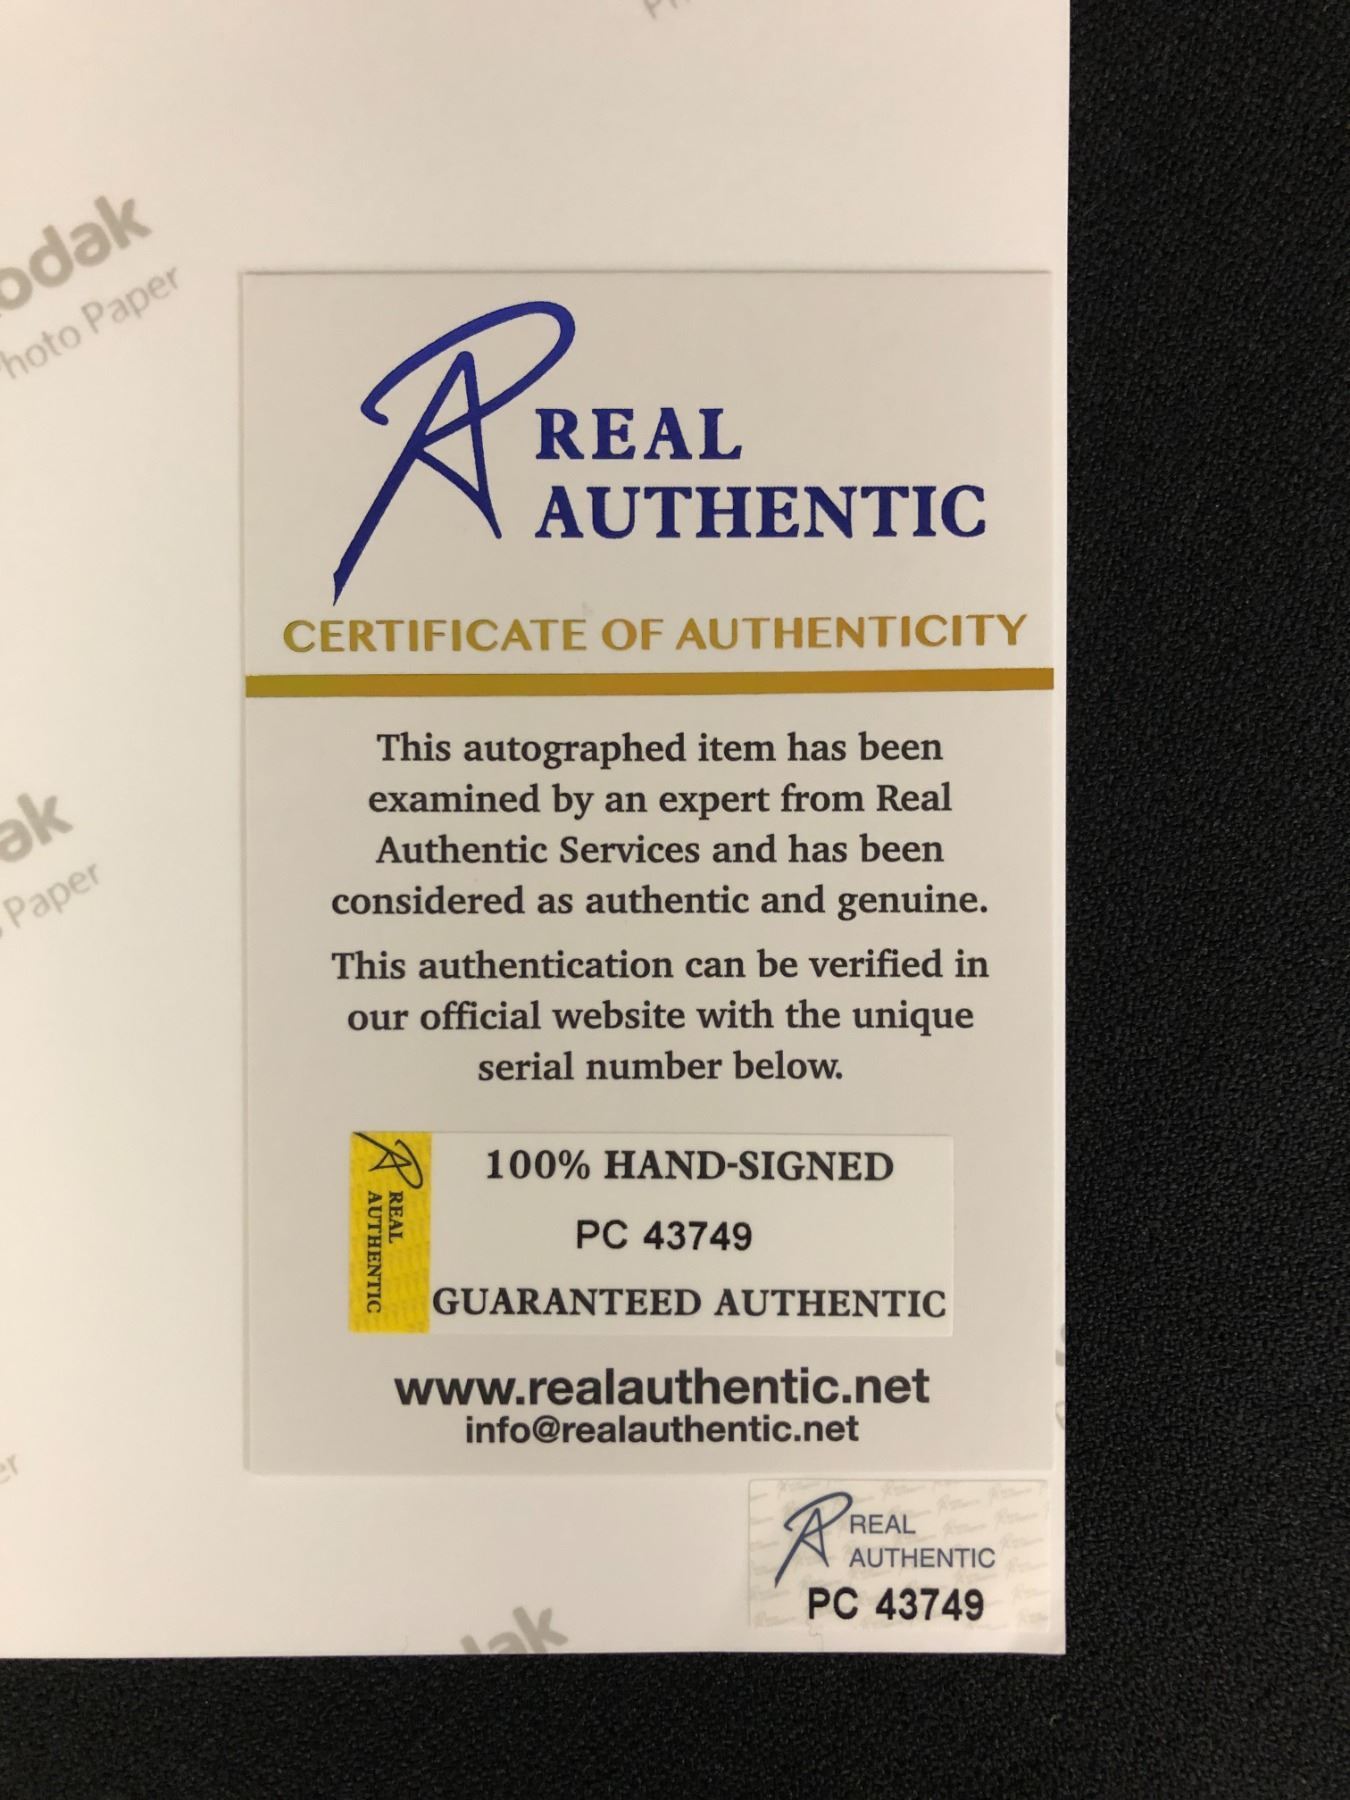 odak
hoto Paper
REAL
AUTHENTIC
CERTIFICATE OF AUTHENTICITY
This autographed item has been
examined by an expert from Real
Authentic Services and has been
considered as authentic and genuine.
This authentication can be verified in
our official website with the unique
serial number below.
ak
Paper
REAL
AUTHENTIC
100% HAND-SIGNED
PC 43749
GUARANTEED AUTHENTIC
www.realauthentic.net
info@realauthentic.net
REAL
AUTHENTIC
PC 43749
dak